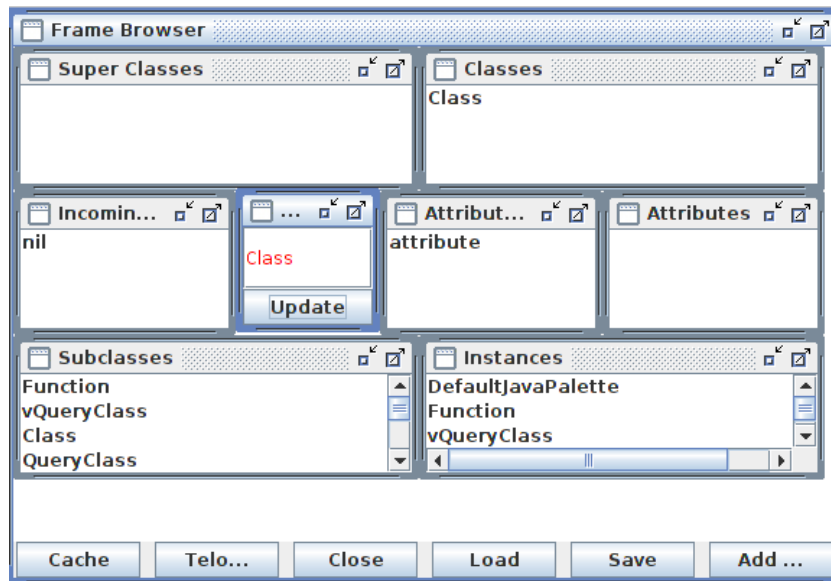 Frame Browser
Super Classes
Classes
Class
Incomin...
...
Attribut...
Attributes
nil
Class
attribute
Update
Subclasses
Instances
Function
vQueryClass
Class
QueryClass
DefaultJavaPalette
Function
vQueryClass
Cache
Telo...
Close
Load
Save
Add ...